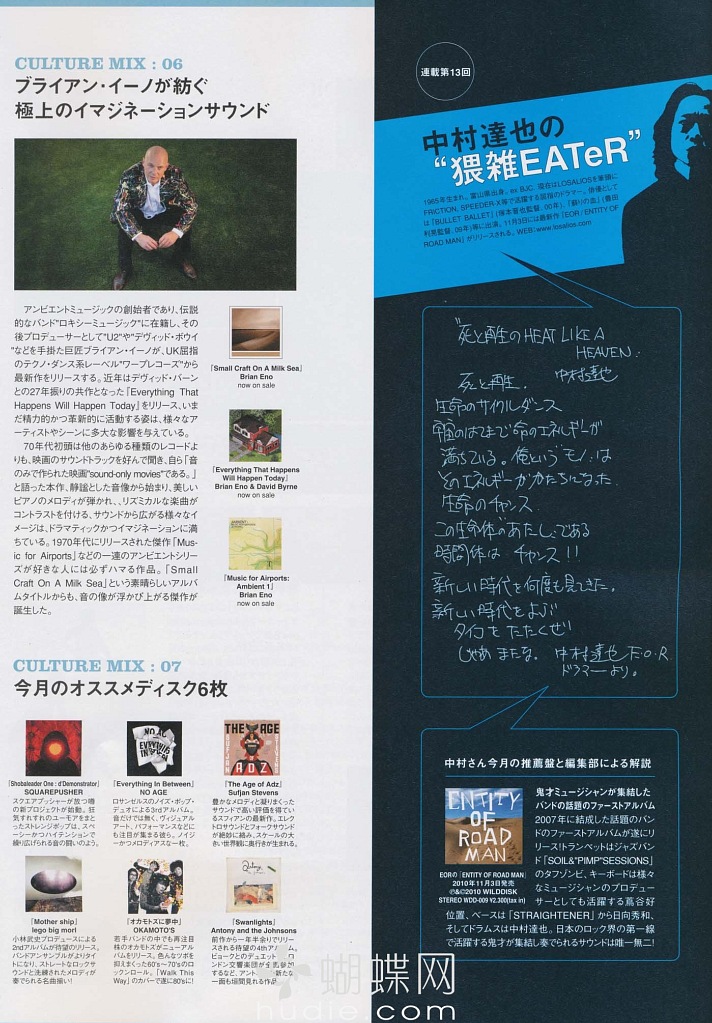 CULTURE MIX : 06
ブライアン・イーノが紡ぐ
極上のイマジネーションサウンド
アンビエントミュージックの創始者であり、伝説
的なバンド"ロキシーミュージック"に在籍し、その
後プロデューサーとして"U2"や"デヴィッド・ボウイ
"などを手掛けた巨匠ブライアン・イーノが、UK屈指
のテクノ・ダンス系レーベル"ワープレコーズ"から
最新作をリリースする。近年はデヴィッド・バーン
との27年振りの共作となった『Everything That
Happens Will Happen Today』をリリース、いま
だ精力的かつ革新的に活動する姿は、様々なアー
ティストやシーンに多大な影響を与えている。
70年代初頭は他のあらゆる種類のレコードよ
りも、映画のサウンドトラックを好んで聞き、自ら「音
のみで作られた映画"sound-only movies"である。」
と語った本作、静謐とした音像から始まり、美しい
ピアノのメロディが弾かれ、、リズミカルな楽曲が
コントラストを付ける、サウンドから広がる様々なイ
メージは、ドラマティックかつイマジネーションに満
ちている。1970年代にリリースされた傑作『Mus-
ic for Airports』などの一連のアンビエントシリー
ズが好きな人には必ずハマる作品。『Small
Craft On A Milk Sea』という素晴らしいアルバ
ムタイトルからも、音の像が浮かび上がる傑作が
誕生した。
『Small Craft On A Milk Sea』
Brian Eno
now on sale
『Everything That Happens
Will Happen Today』
Brian Eno & David Byrne
now on sale
『Music for Airports:
Ambient 1』
Brian Eno
now on sale
CULTURE MIX : 07
今月のオススメディスク6枚
『Shobaleader One : d'Demonstrator』
SQUAREPUSHER
スクエアプッシャーが放つ噂
の新プロジェクトが始動。狂
気すれすれのユーモアをまと
ったストレンジポップは、スペ
ーシーかつハイテンションで
繰り広げられる音の闘いのよう。
NO AGE
EVERYTHING
IN BETWEEN
『Everything In Between』
NO AGE
ロサンゼルスのノイズ・ポップ・
デュオによる3rdアルバム。
音だけでは無く、ヴィジュアル
アート、パフォーマンスなどに
も注目が集まる彼ら。ノイジ
ーかつメロディアスな一枚。
THE AGE
ADZ
『The Age of Adz』
Sufjan Stevens
豊かなメロディと凝りまくった
サウンドで高い評価を得てい
るスフィアンの最新作。エレク
トロサウンドとフォークサウンド
が絶妙に絡み、スケールの大
きい世界観に奥行きが生まれる。
『Mother ship』
lego big morl
小林武史プロデュースによる
2ndアルバムが待望のリリース。
バンドアンサンブルがよりタイト
になり、ストレートなロックサ
ウンドと洗練されたメロディが
奏でられる名曲揃い!
『オカモトズに夢中』
OKAMOTO'S
若手バンドの中でも再注目
株のオカモトズがニューアル
バムをリリース。色んなツボを
抑えまくった60's〜70'sのロ
ックンロール。『Walk This
Way』のカバーで遂に80'sに!
『Swanlights』
Antony and the Johnsons
前作から一年半余りでリリー
スされる待望の4thアルバム。
ビョークとのデュエット、ロ
ンドン交響楽団が全面参加
するなど、アントニーの新たな
一面も垣間見れる作品
連載第13回
中村達也の
"猥雑EATeR"
1965年生まれ。富山県出身。ex BJC. 現在はLOSALIOSを筆頭に
FRICTION, SPEEDER-X等で活躍する屈指のドラマー。俳優として
は『BULLET BALLET』(塚本晋也監督. 00年)、『蘇りの血』(豊田
利晃監督. 09年)等に出演。11月3日には最新作『EOR / ENTITY OF
ROAD MAN』がリリースされる。WEB:www.losalios.com
"死と再生のHEAT LIKE A
HEAVEN.
中村達也
死と再生.
生命のサイクルダンス
宇宙のはてまで命のエネルギーが
満ちている。俺というモノ.は
そのエネルギーがかたちになった
生命のチャンス
この生命体のあたしである
時間体は チャンス!!
新しい時代を何度も見てきた.
新しい時代をよぶ
タイコをたたくぜ!
じゃあまたな。中村達也 E.O.R
ドラマーより。
中村さん今月の推薦盤と編集部による解説
ENTITY
OF
ROAD
MAN
EORの『ENTITY OF ROAD MAN』
2010年11月3日発売
℗&©2010 WILDDISK
STEREO WDD-009 ¥2,300(tax in)
鬼才ミュージシャンが集結した
バンドの話題のファーストアルバム
2007年に結成した話題のバン
ドのファーストアルバムが遂にリ
リース!トランペットはジャズバン
ド「SOIL&"PIMP"SESSIONS」
のタブゾンビ、キーボードは様々
なミュージシャンのプロデュー
サーとしても活躍する蔦谷好
位置、ベースは「STRAIGHTENER」から日向秀和、
そしてドラムスは中村達也。日本のロック界の第一線
で活躍する鬼才が集結し奏でられるサウンドは唯一無二!
蝴蝶网
hudie.com